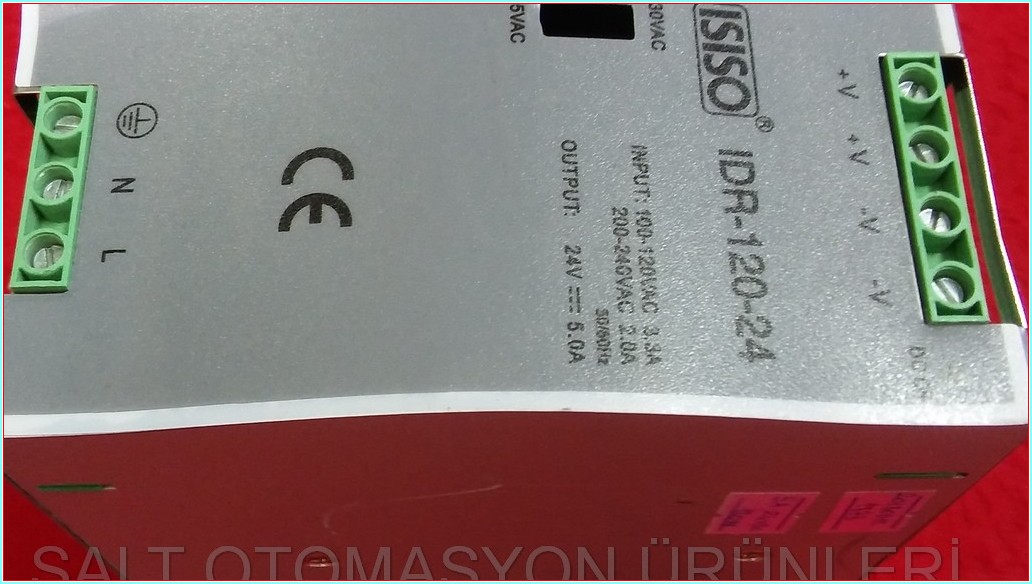 ISISO®
IDR-120-24
INPUT: 100-120VAC 3.3A
200-240VAC 2.0A
50/60Hz
OUTPUT: 24V 5.0A
30VAC
5VAC
CE
N
L
+V
+V
-V
-V
SALT OTOMASYON ÜRÜNLERİ